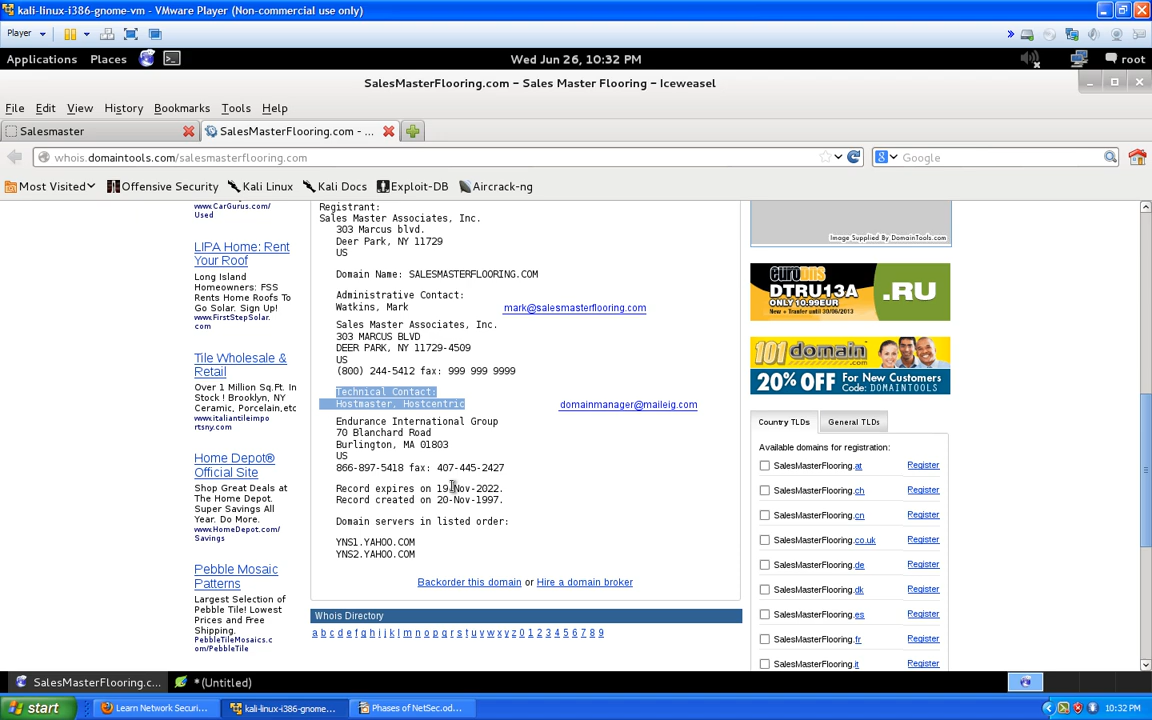 kali-linux-i386-gnome-vm - VMware Player (Non-commercial use only)
Player
Applications Places Wed Jun 26, 10:32 PM root
SalesMasterFlooring.com – Sales Master Flooring – Iceweasel
File Edit View History Bookmarks Tools Help
Salesmaster
SalesMasterFlooring.com - ...
whois.domaintools.com/salesmasterflooring.com
Google
Most Visited Offensive Security Kali Linux Kali Docs Exploit-DB Aircrack-ng
www.CarGurus.com/
Used
LIPA Home: Rent
Your Roof
Long Island
Homeowners: FSS
Rents Home Roofs To
Go Solar. Sign Up!
www.FirstStepSolar.
com
Tile Wholesale &
Retail
Over 1 Million Sq.Ft. In
Stock ! Brooklyn, NY
Ceramic, Porcelain,etc
www.italiantileimpo
rtsny.com
Home Depot®
Official Site
Shop Great Deals at
The Home Depot.
Super Savings All
Year. Do More.
www.HomeDepot.com/
Savings
Pebble Mosaic
Patterns
Largest Selection of
Pebble Tile! Lowest
Prices and Free
Shipping.
PebbleTileMosaics.c
om/PebbleTile
Registrant:
Sales Master Associates, Inc.
303 Marcus blvd.
Deer Park, NY 11729
US
Domain Name: SALESMASTERFLOORING.COM
Administrative Contact:
Watkins, Mark mark@salesmasterflooring.com
Sales Master Associates, Inc.
303 MARCUS BLVD
DEER PARK, NY 11729-4509
US
(800) 244-5412 fax: 999 999 9999
Technical Contact:
Hostmaster, Hostcentric domainmanager@maileig.com
Endurance International Group
70 Blanchard Road
Burlington, MA 01803
US
866-897-5418 fax: 407-445-2427
Record expires on 19-Nov-2022.
Record created on 20-Nov-1997.
Domain servers in listed order:
YNS1.YAHOO.COM
YNS2.YAHOO.COM
Backorder this domain or Hire a domain broker
Whois Directory
a b c d e f g h i j k l m n o p q r s t u v w x y z 0 1 2 3 4 5 6 7 8 9
Image Supplied By DomainTools.com
euroDNS
DTRU13A
ONLY 10.99EUR
New + Transfer until 30/06/2013
.RU
101domain
20% OFF For New Customers
CODE: DOMAINTOOLS
Country TLDs General TLDs
Available domains for registration:
SalesMasterFlooring.at Register
SalesMasterFlooring.ch Register
SalesMasterFlooring.cn Register
SalesMasterFlooring.co.uk Register
SalesMasterFlooring.de Register
SalesMasterFlooring.dk Register
SalesMasterFlooring.es Register
SalesMasterFlooring.fr Register
SalesMasterFlooring.it Register
SalesMasterFlooring.c...
*(Untitled)
start
Learn Network Securi...
kali-linux-i386-gnome...
Phases of NetSec.od...
10:32 PM